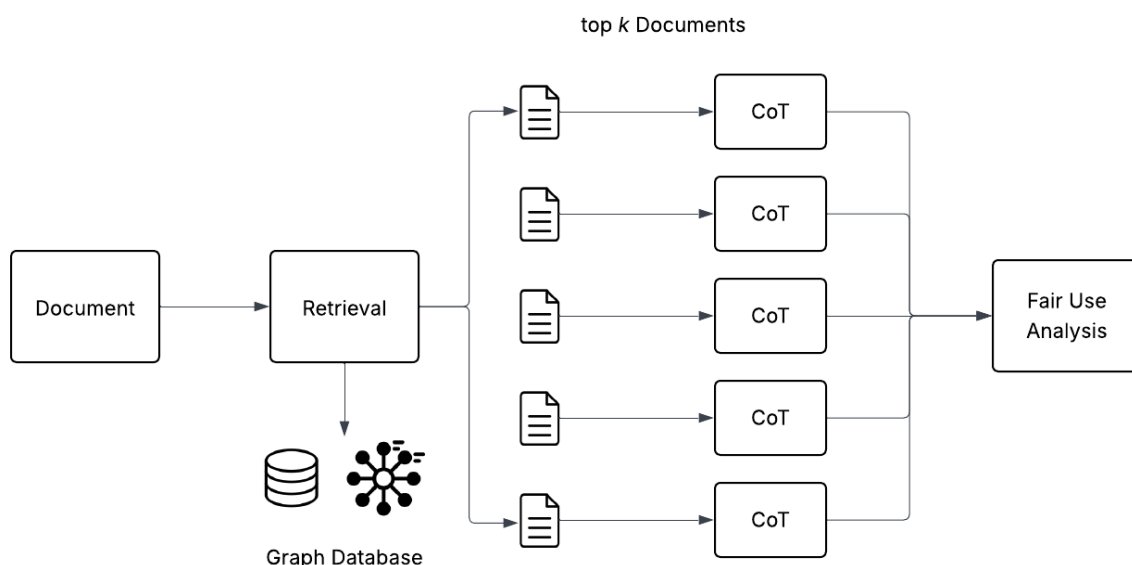 top k Documents
CoT
CoT
Document
Retrieval
CoT
Fair Use
Analysis
CoT
CoT
Graph Database